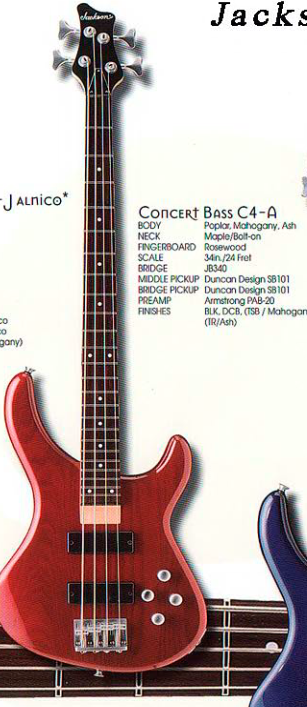 Jacks
Jackson
J Alnico*
Concert Bass C4-A
BODY Poplar, Mahogany, Ash
NECK Maple/Bolt-on
FINGERBOARD Rosewood
SCALE 34in./24 Fret
BRIDGE JB340
MIDDLE PICKUP Duncan Design SB101
BRIDGE PICKUP Duncan Design SB101
PREAMP Armstrong PAB-20
FINISHES BLK, DCB, (TSB / Mahogan
(TR/Ash)
co
co
gany)